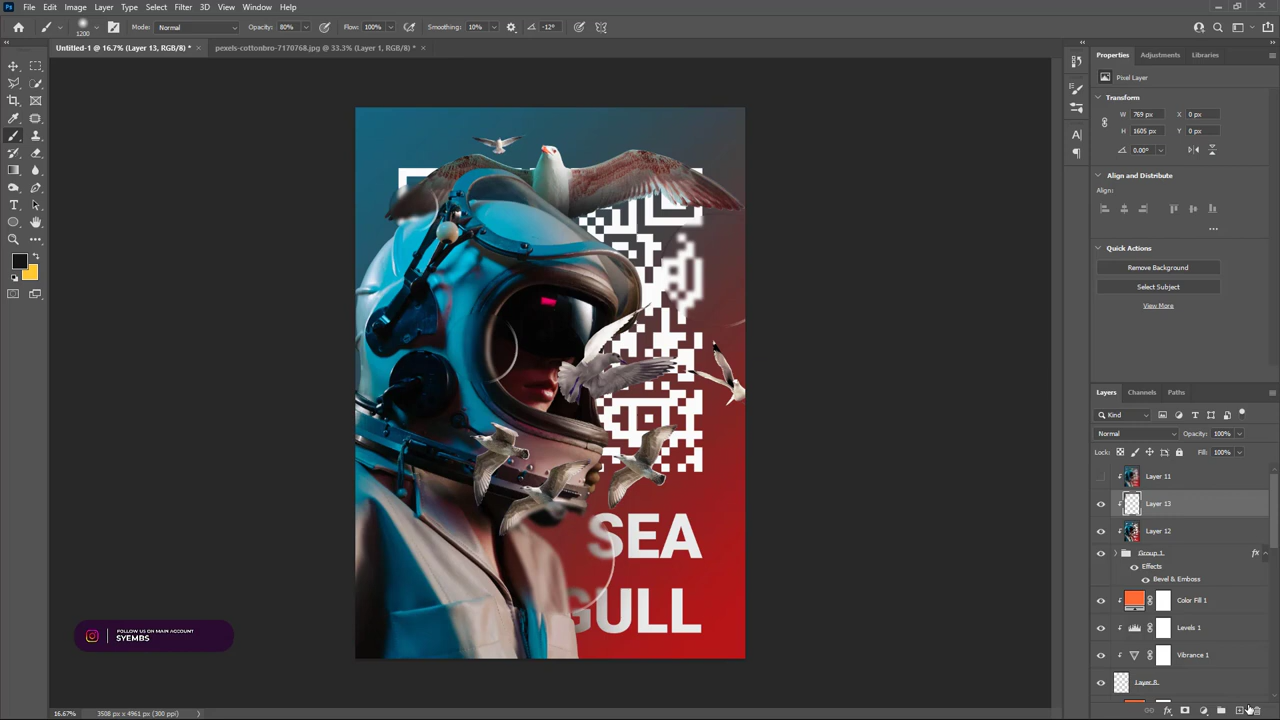 Ps File Edit Image Layer Type Select Filter 3D View Window Help
1200 Mode: Normal Opacity: 80% Flow: 100% Smoothing: 10% -12°
Untitled-1 @ 16.7% (Layer 13, RGB/8) * × pexels-cottonbro-7170768.jpg @ 33.3% (Layer 1, RGB/8*) * ×
Properties Adjustments Libraries
Pixel Layer
Transform
W 769 px X 0 px
H 1605 px Y 0 px
0.00°
Align and Distribute
Align:
Quick Actions
Remove Background
Select Subject
View More
Layers Channels Paths
Kind
Normal Opacity: 100%
Lock: Fill: 100%
Layer 11
Layer 13
Layer 12
Group 1 fx
Effects
Bevel & Emboss
Color Fill 1
Levels 1
Vibrance 1
Layer 8
SEA
GULL
FOLLOW US ON MAIN ACCOUNT
SYEMBS
16.67% 3508 px x 4961 px (300 ppi)